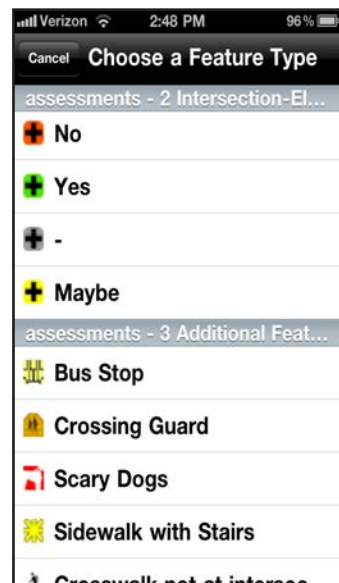 Verizon 2:48 PM 96%
Cancel Choose a Feature Type
assessments - 2 Intersection-El...
No
Yes
-
Maybe
assessments - 3 Additional Feat...
Bus Stop
Crossing Guard
Scary Dogs
Sidewalk with Stairs
Crosswalk not at intersec